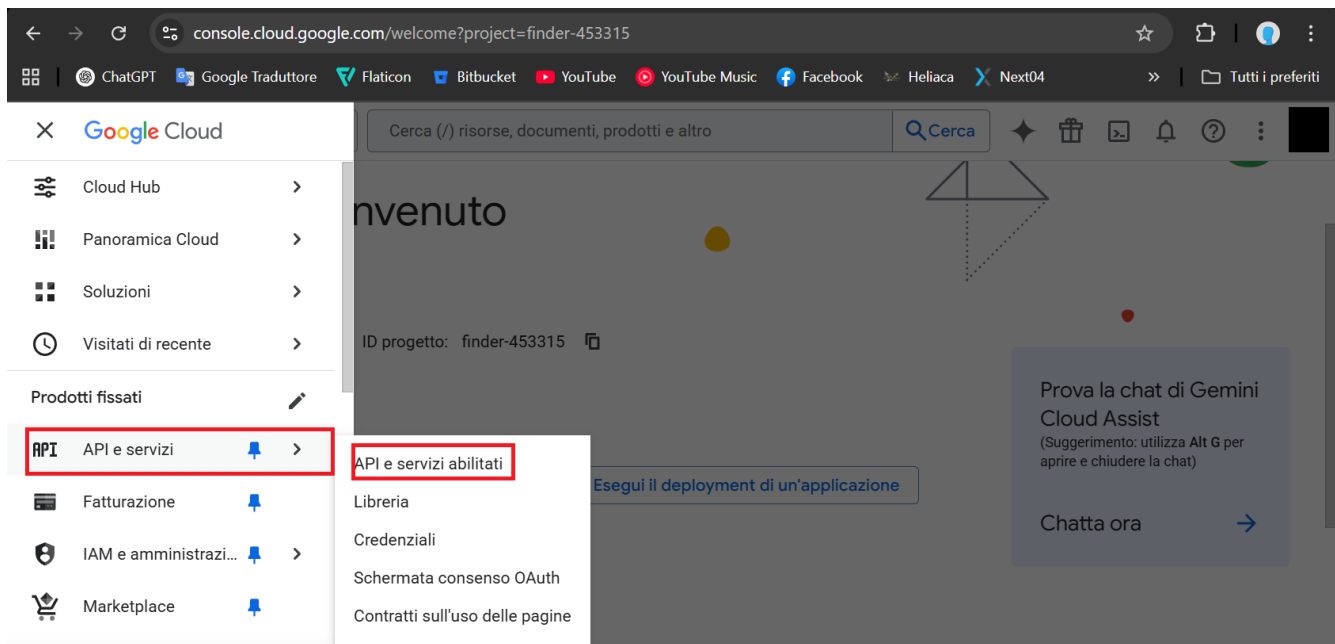 console.cloud.google.com/welcome?project=finder-453315
ChatGPT Google Traduttore Flaticon Bitbucket YouTube YouTube Music Facebook Heliaca Next04 » Tutti i preferiti
Google Cloud
Cerca (/) risorse, documenti, prodotti e altro
Cerca
Cloud Hub
Panoramica Cloud
Soluzioni
Visitati di recente
Prodotti fissati
API API e servizi
Fatturazione
IAM e amministrazi...
Marketplace
nvenuto
ID progetto: finder-453315
API e servizi abilitati
Libreria
Credenziali
Schermata consenso OAuth
Contratti sull'uso delle pagine
Esegui il deployment di un'applicazione
Prova la chat di Gemini
Cloud Assist
(Suggerimento: utilizza Alt G per
aprire e chiudere la chat)
Chatta ora